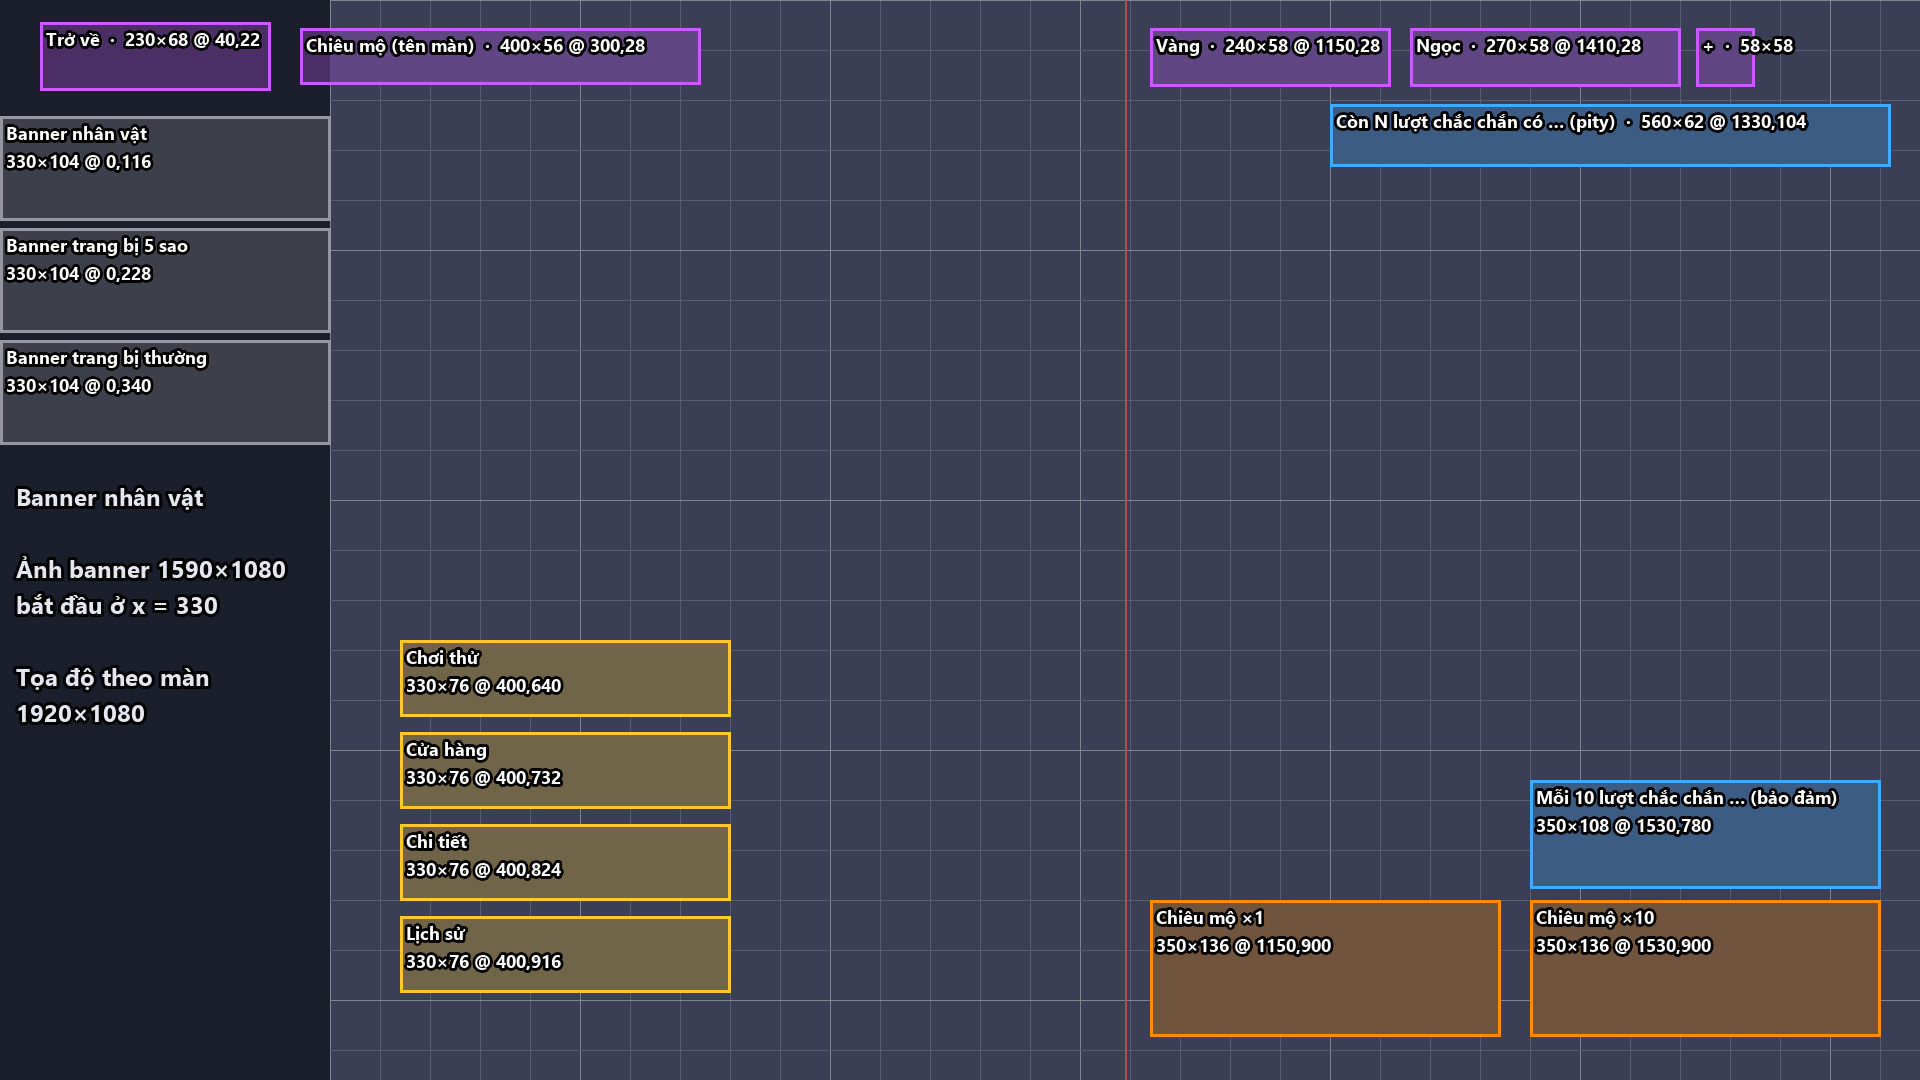 Trở về · 230×68 @ 40,22
Chiêu mộ (tên màn) · 400×56 @ 300,28
Vàng · 240×58 @ 1150,28
Ngọc · 270×58 @ 1410,28
+ · 58×58
Còn N lượt chắc chắn có ... (pity) · 560×62 @ 1330,104
Banner nhân vật
330×104 @ 0,116
Banner trang bị 5 sao
330×104 @ 0,228
Banner trang bị thường
330×104 @ 0,340
Banner nhân vật
Ảnh banner 1590×1080
bắt đầu ở x = 330
Tọa độ theo màn
1920×1080
Chơi thử
330×76 @ 400,640
Cửa hàng
330×76 @ 400,732
Chi tiết
330×76 @ 400,824
Lịch sử
330×76 @ 400,916
Mỗi 10 lượt chắc chắn ... (bảo đảm)
350×108 @ 1530,780
Chiêu mộ ×1
350×136 @ 1150,900
Chiêu mộ ×10
350×136 @ 1530,900